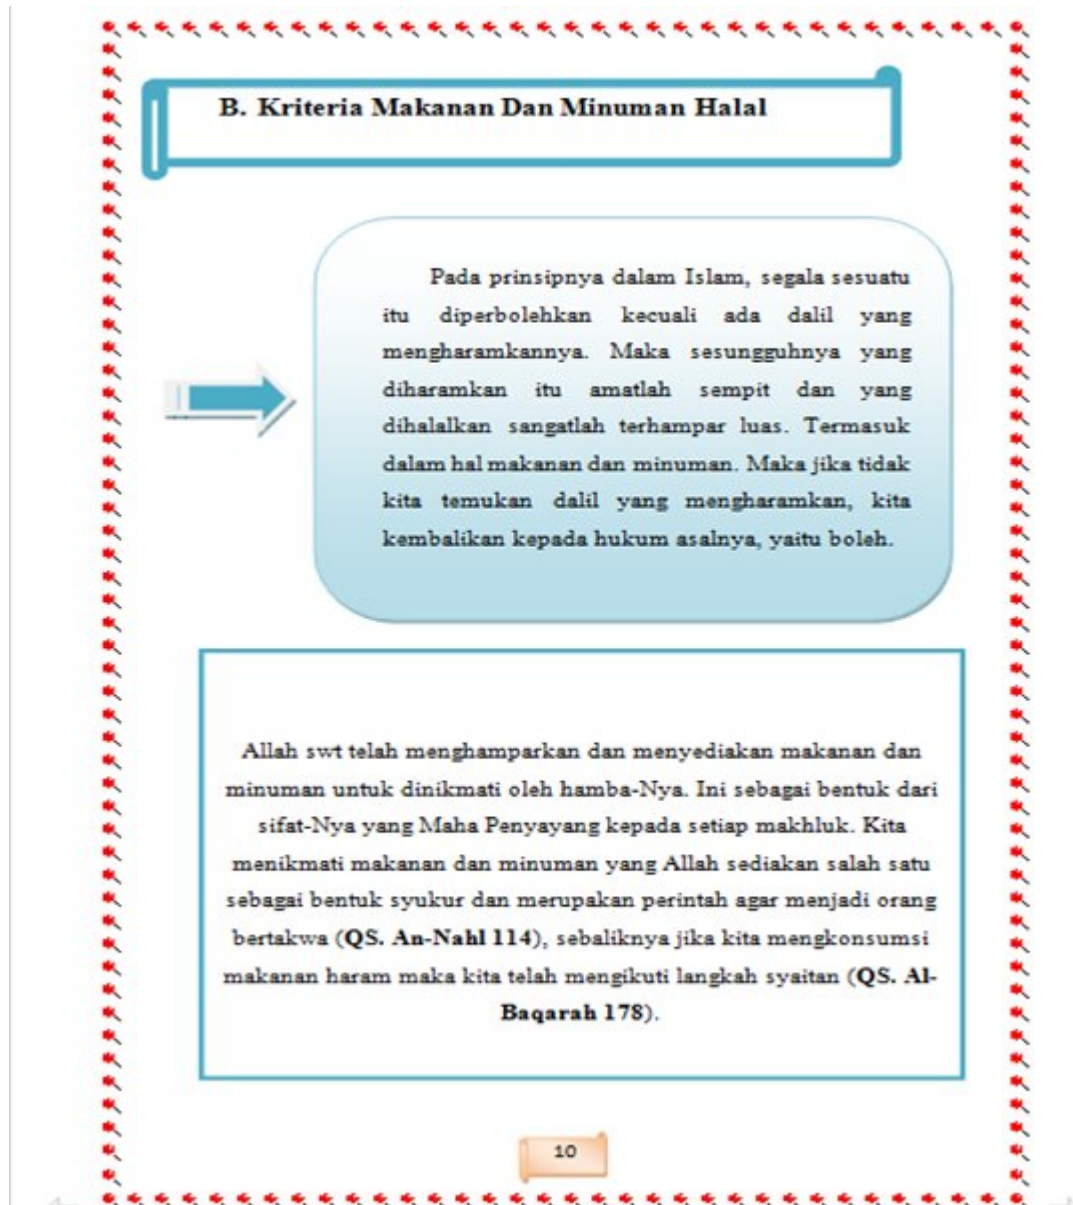 B. Kriteria Makanan Dan Minuman Halal
Pada prinsipnya dalam Islam, segala sesuatu
itu diperbolehkan kecuali ada dalil yang
mengharamkannya. Maka sesungguhnya yang
diharamkan itu amatlah sempit dan yang
dihalalkan sangatlah terhampar luas. Termasuk
dalam hal makanan dan minuman. Maka jika tidak
kita temukan dalil yang mengharamkan, kita
kembalikan kepada hukum asalnya, yaitu boleh.
Allah swt telah menghamparkan dan menyediakan makanan dan
minuman untuk dinikmati oleh hamba-Nya. Ini sebagai bentuk dari
sifat-Nya yang Maha Penyayang kepada setiap makhluk. Kita
menikmati makanan dan minuman yang Allah sediakan salah satu
sebagai bentuk syukur dan merupakan perintah agar menjadi orang
bertakwa (QS. An-Nahl 114), sebaliknya jika kita mengkonsumsi
makanan haram maka kita telah mengikuti langkah syaitan (QS. Al-
Baqarah 178).
10